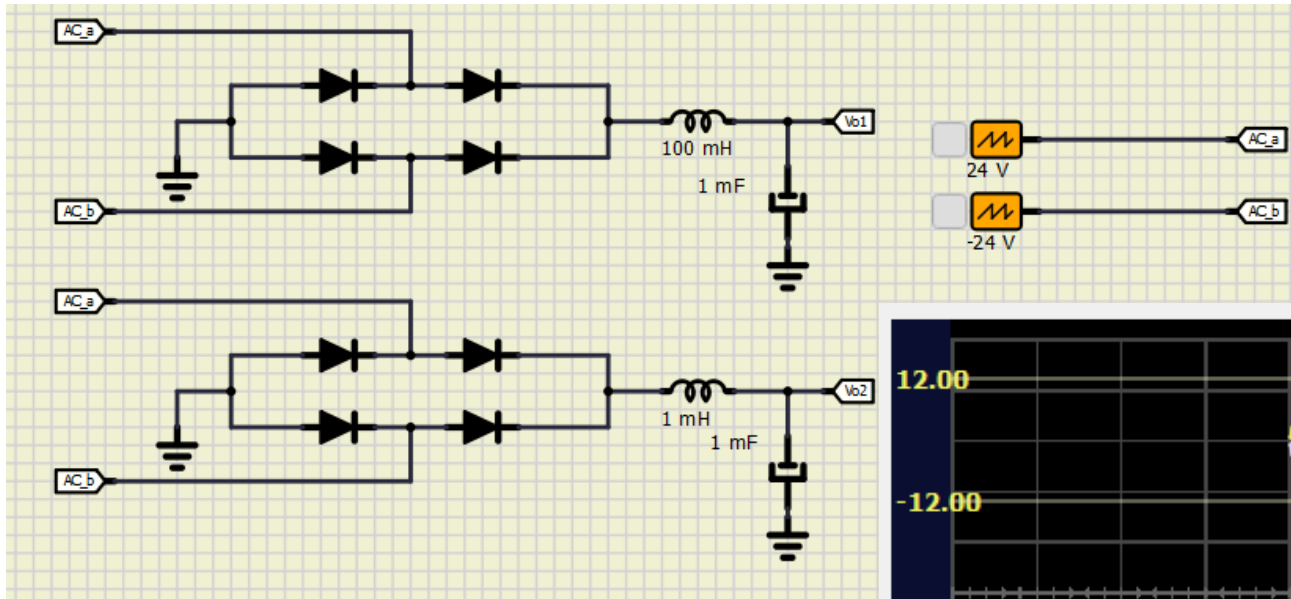 AC_a
100 mH
Vo1
1 mF
AC_b
24 V
AC_a
-24 V
AC_b
AC_a
1 mH
Vo2
1 mF
AC_b
12.00
-12.00